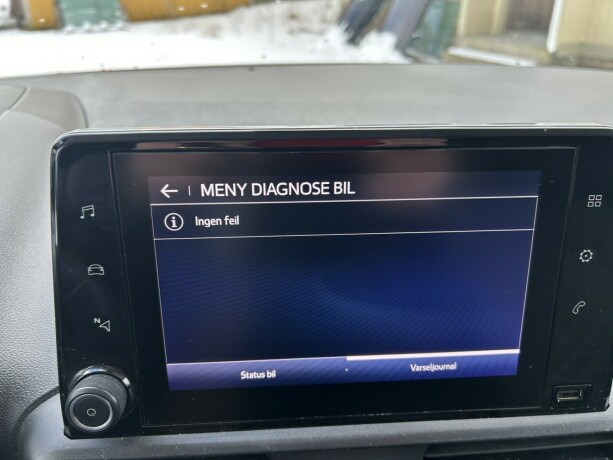 MENY DIAGNOSE BIL
Ingen feil
Status bil
Varseljournal
N